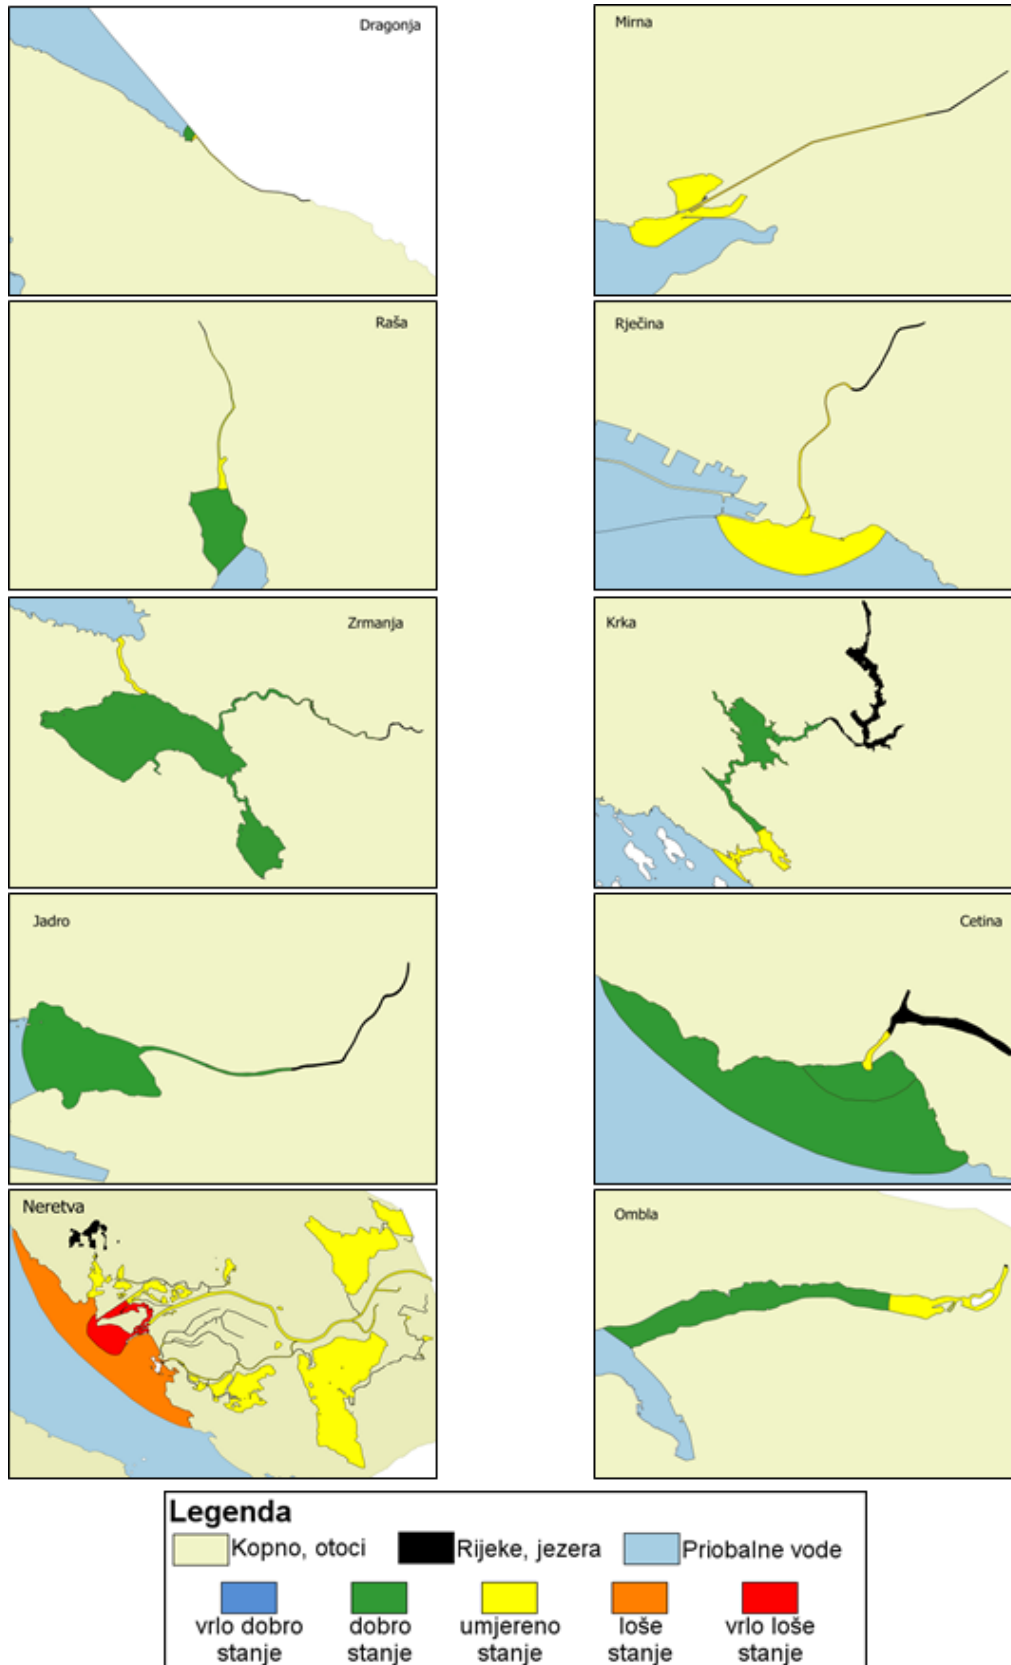 Dragonja
Mirna
Raša
Rječina
Zrmanja
Krka
Jadro
Cetina
Neretva
Ombla
Legenda
Kopno, otoci
Rijeke, jezera
Priobalne vode
vrlo dobro
stanje
dobro
stanje
umjereno
stanje
loše
stanje
vrlo loše
stanje